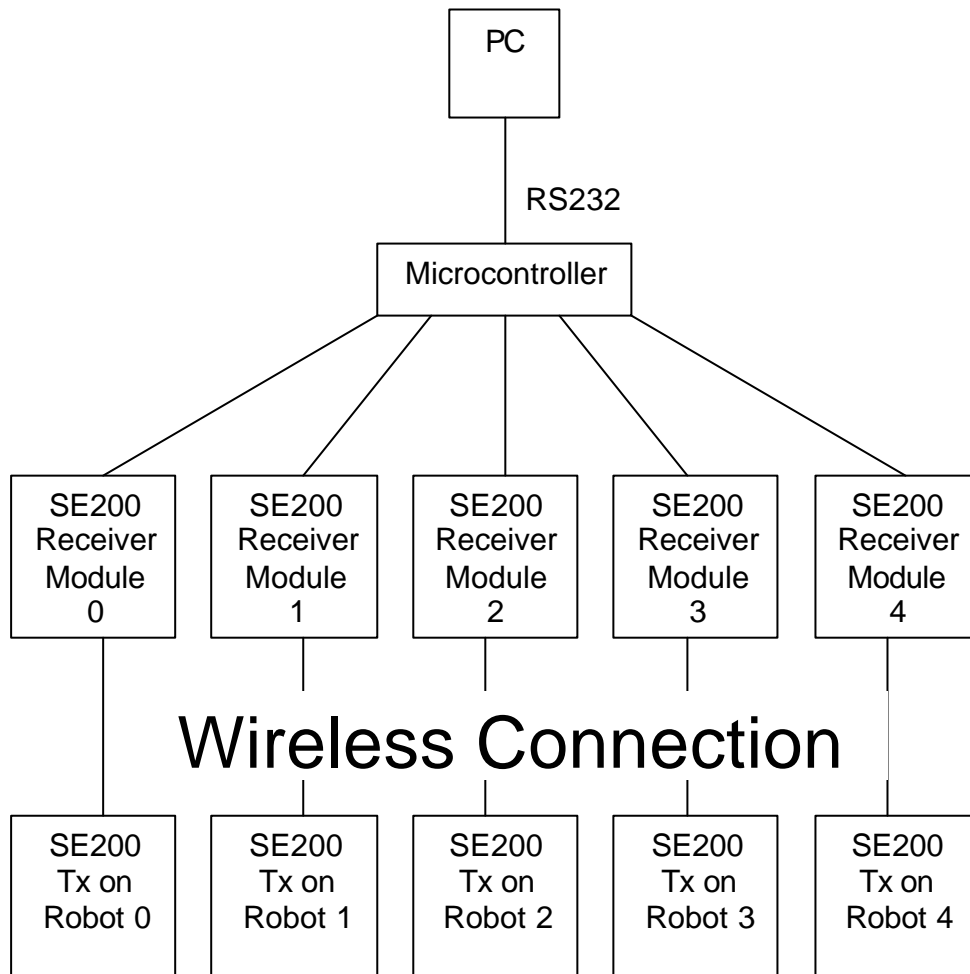 PC
RS232
Microcontroller
SE200
Receiver
Module
0
SE200
Receiver
Module
1
SE200
Receiver
Module
2
SE200
Receiver
Module
3
SE200
Receiver
Module
4
Wireless Connection
SE200
Tx on
Robot 0
SE200
Tx on
Robot 1
SE200
Tx on
Robot 2
SE200
Tx on
Robot 3
SE200
Tx on
Robot 4